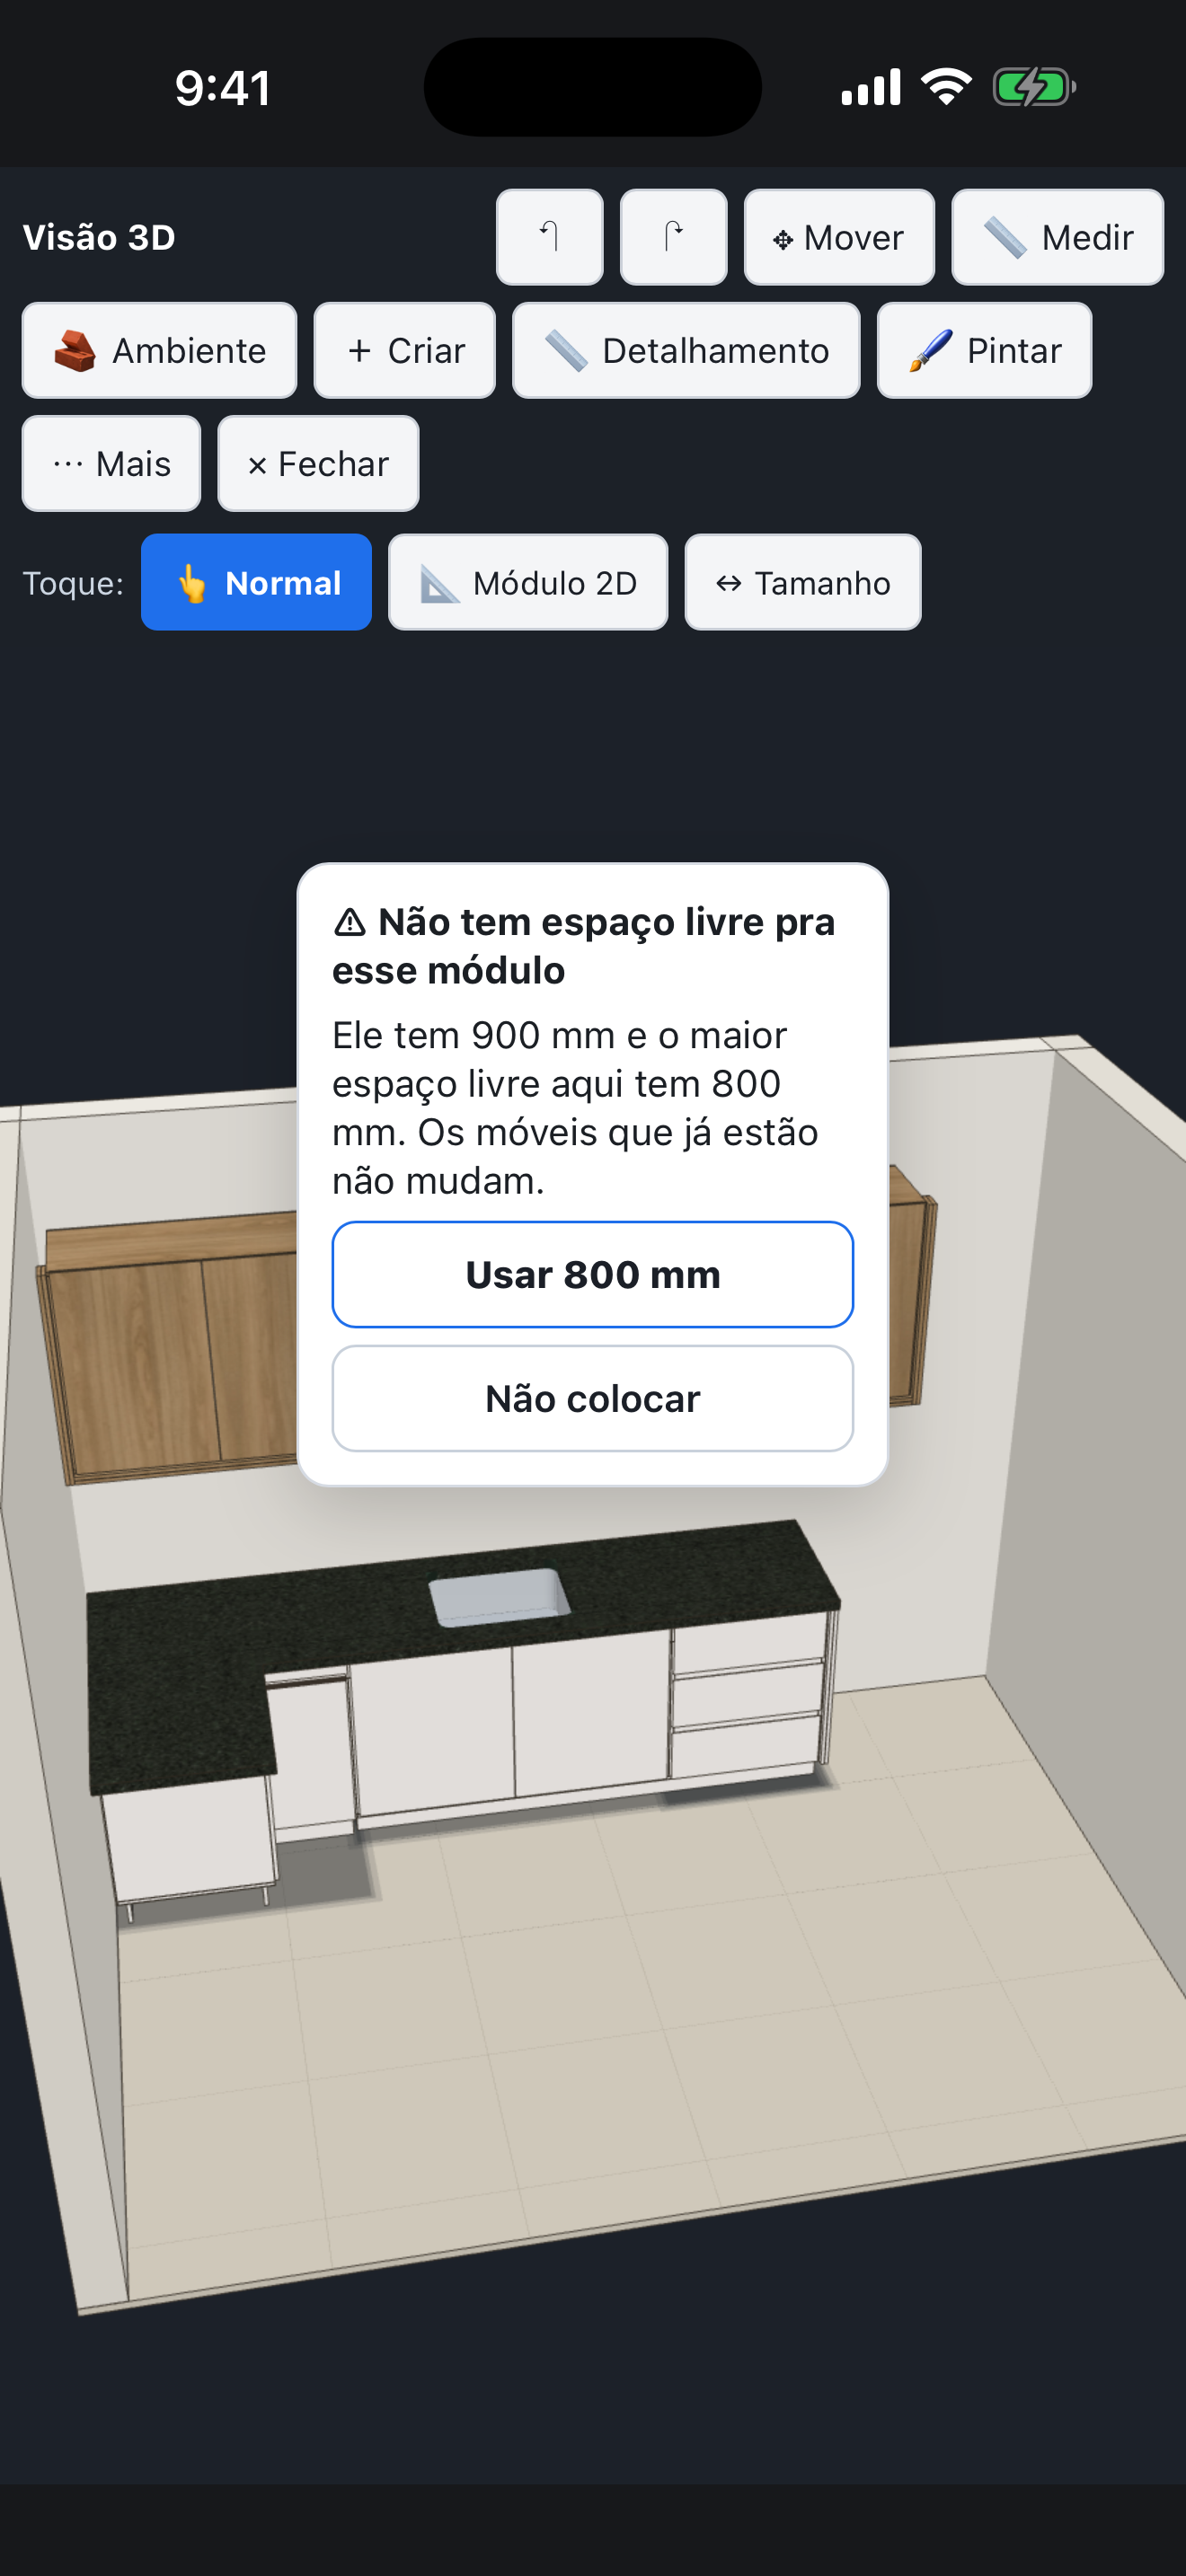 9:41
Visão 3D
Mover
Medir
Ambiente
+ Criar
Detalhamento
Pintar
··· Mais
× Fechar
Toque:
Normal
Módulo 2D
↔ Tamanho
⚠ Não tem espaço livre pra
esse módulo
Ele tem 900 mm e o maior
espaço livre aqui tem 800
mm. Os móveis que já estão
não mudam.
Usar 800 mm
Não colocar